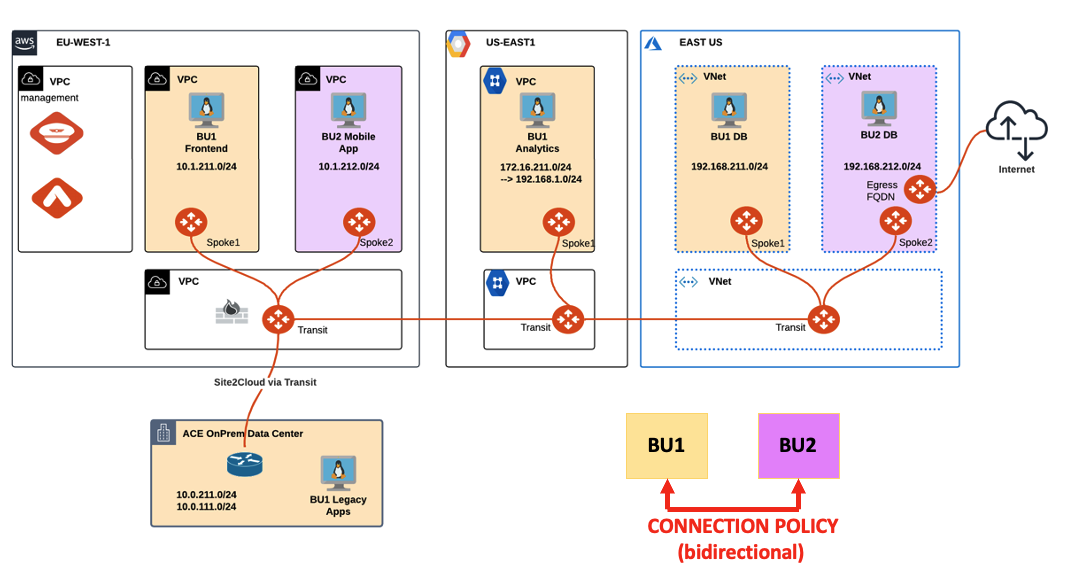 aws
EU-WEST-1
VPC
management
VPC
BU1
Frontend
10.1.211.0/24
Spoke1
VPC
BU2 Mobile
App
10.1.212.0/24
Spoke2
VPC
Transit
US-EAST1
VPC
BU1
Analytics
172.16.211.0/24
--> 192.168.1.0/24
Spoke1
VPC
Transit
EAST US
VNet
BU1 DB
192.168.211.0/24
Spoke1
VNet
BU2 DB
192.168.212.0/24
Egress
FQDN
Spoke2
VNet
Transit
Internet
Site2Cloud via Transit
ACE OnPrem Data Center
10.0.211.0/24
10.0.111.0/24
BU1 Legacy
Apps
BU1
BU2
CONNECTION POLICY
(bidirectional)